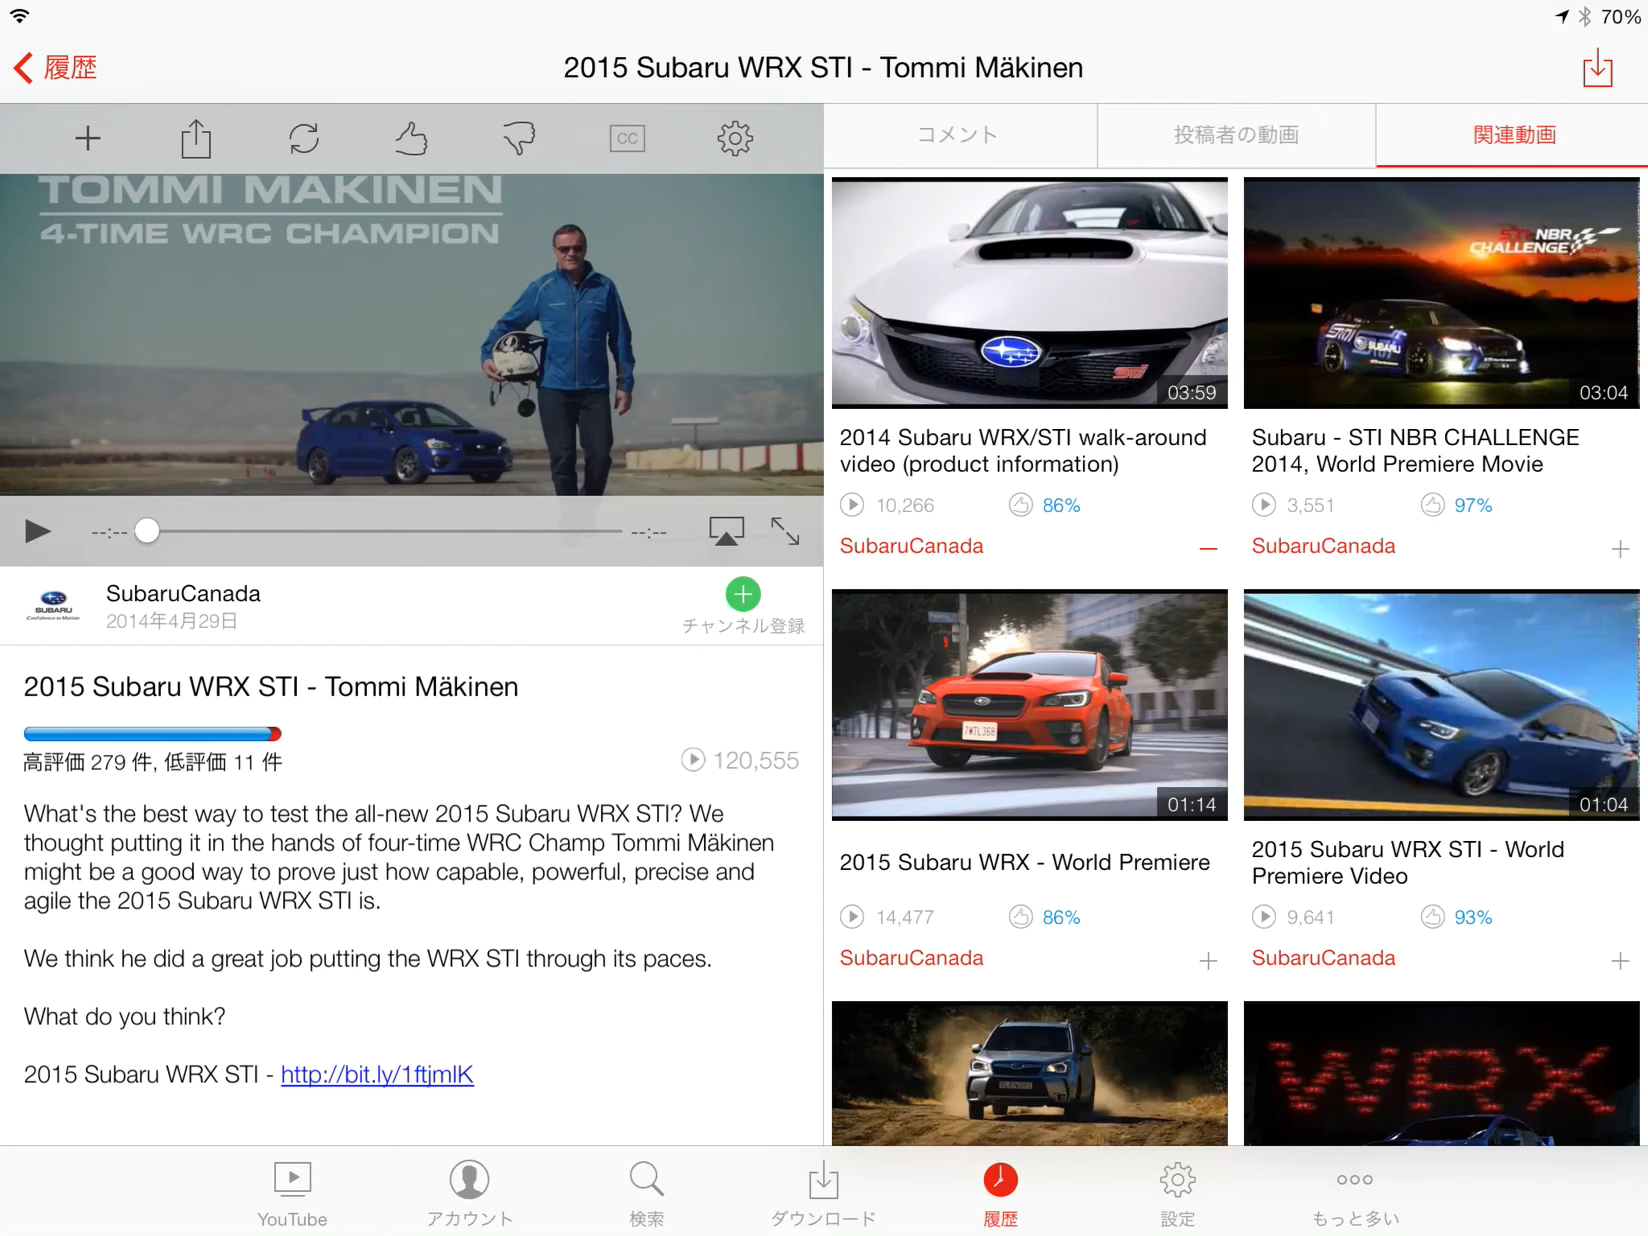 70%
履歴
2015 Subaru WRX STI - Tommi Mäkinen
CC
TOMMI MAKINEN
4-TIME WRC CHAMPION
--:--
--:--
SUBARU
Confidence in Motion
SubaruCanada
2014年4月29日
チャンネル登録
2015 Subaru WRX STI - Tommi Mäkinen
高評価 279 件, 低評価 11 件
120,555
What's the best way to test the all-new 2015 Subaru WRX STI? We
thought putting it in the hands of four-time WRC Champ Tommi Mäkinen
might be a good way to prove just how capable, powerful, precise and
agile the 2015 Subaru WRX STI is.
We think he did a great job putting the WRX STI through its paces.
What do you think?
2015 Subaru WRX STI - http://bit.ly/1ftjmlK
コメント
投稿者の動画
関連動画
STI
03:59
STI NBR
CHALLENGE 2014
STI
SUBARU
03:04
2014 Subaru WRX/STI walk-around
video (product information)
10,266
86%
SubaruCanada
Subaru - STI NBR CHALLENGE
2014, World Premiere Movie
3,551
97%
SubaruCanada
01:14
01:04
2015 Subaru WRX - World Premiere
14,477
86%
SubaruCanada
2015 Subaru WRX STI - World
Premiere Video
9,641
93%
SubaruCanada
WRX
YouTube
アカウント
検索
ダウンロード
履歴
設定
もっと多い